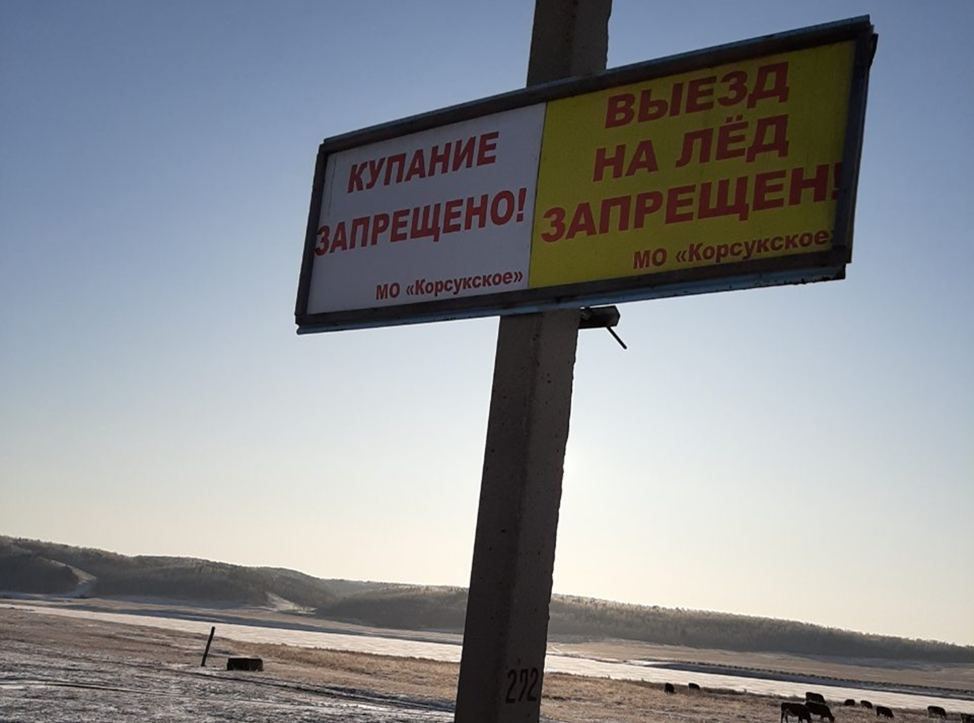 КУПАНИЕ
ЗАПРЕЩЕНО!
МО «Корсукское»
ВЫЕЗД
НА ЛЁД
ЗАПРЕЩЕН!
МО «Корсукское»
272